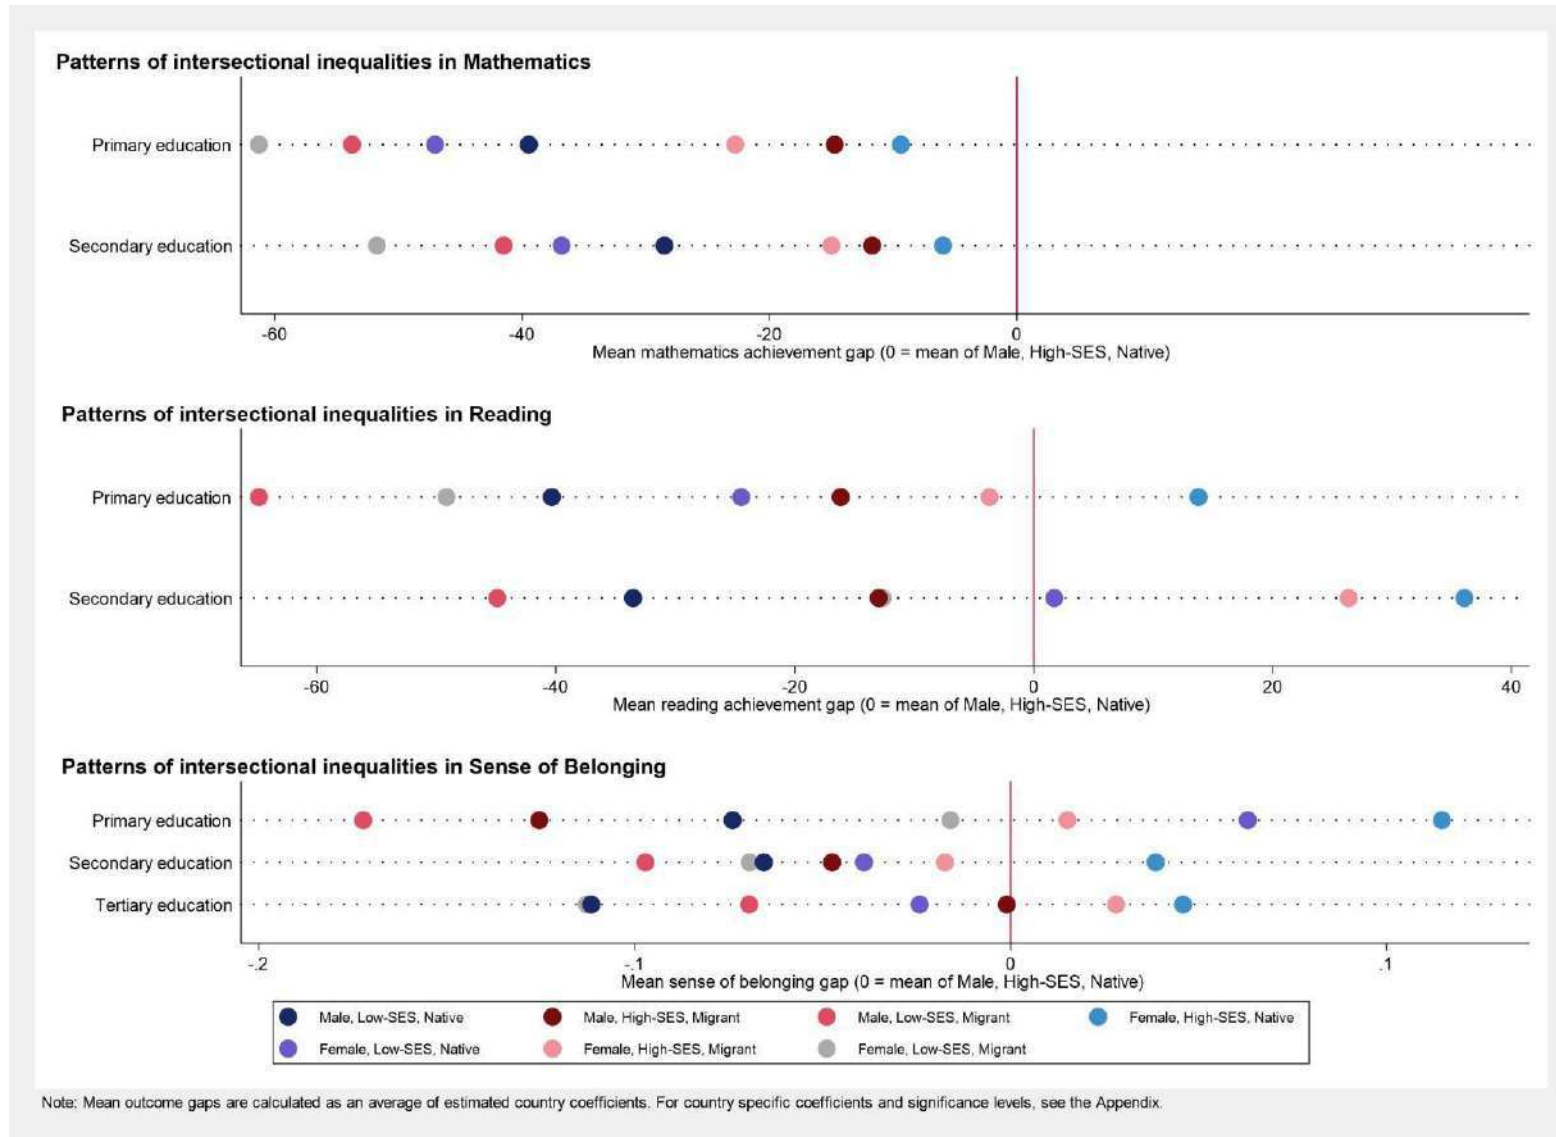 Patterns of intersectional inequalities in Mathematics
Primary education
Secondary education
-60 -40 -20 0
Mean mathematics achievement gap (0 = mean of Male, High-SES, Native)
Patterns of intersectional inequalities in Reading
Primary education
Secondary education
-60 -40 -20 0 20 40
Mean reading achievement gap (0 = mean of Male, High-SES, Native)
Patterns of intersectional inequalities in Sense of Belonging
Primary education
Secondary education
Tertiary education
-.2 -.1 0 .1
Mean sense of belonging gap (0 = mean of Male, High-SES, Native)
Male, Low-SES, Native Male, High-SES, Migrant Male, Low-SES, Migrant Female, High-SES, Native
Female, Low-SES, Native Female, High-SES, Migrant Female, Low-SES, Migrant
Note: Mean outcome gaps are calculated as an average of estimated country coefficients. For country specific coefficients and significance levels, see the Appendix.